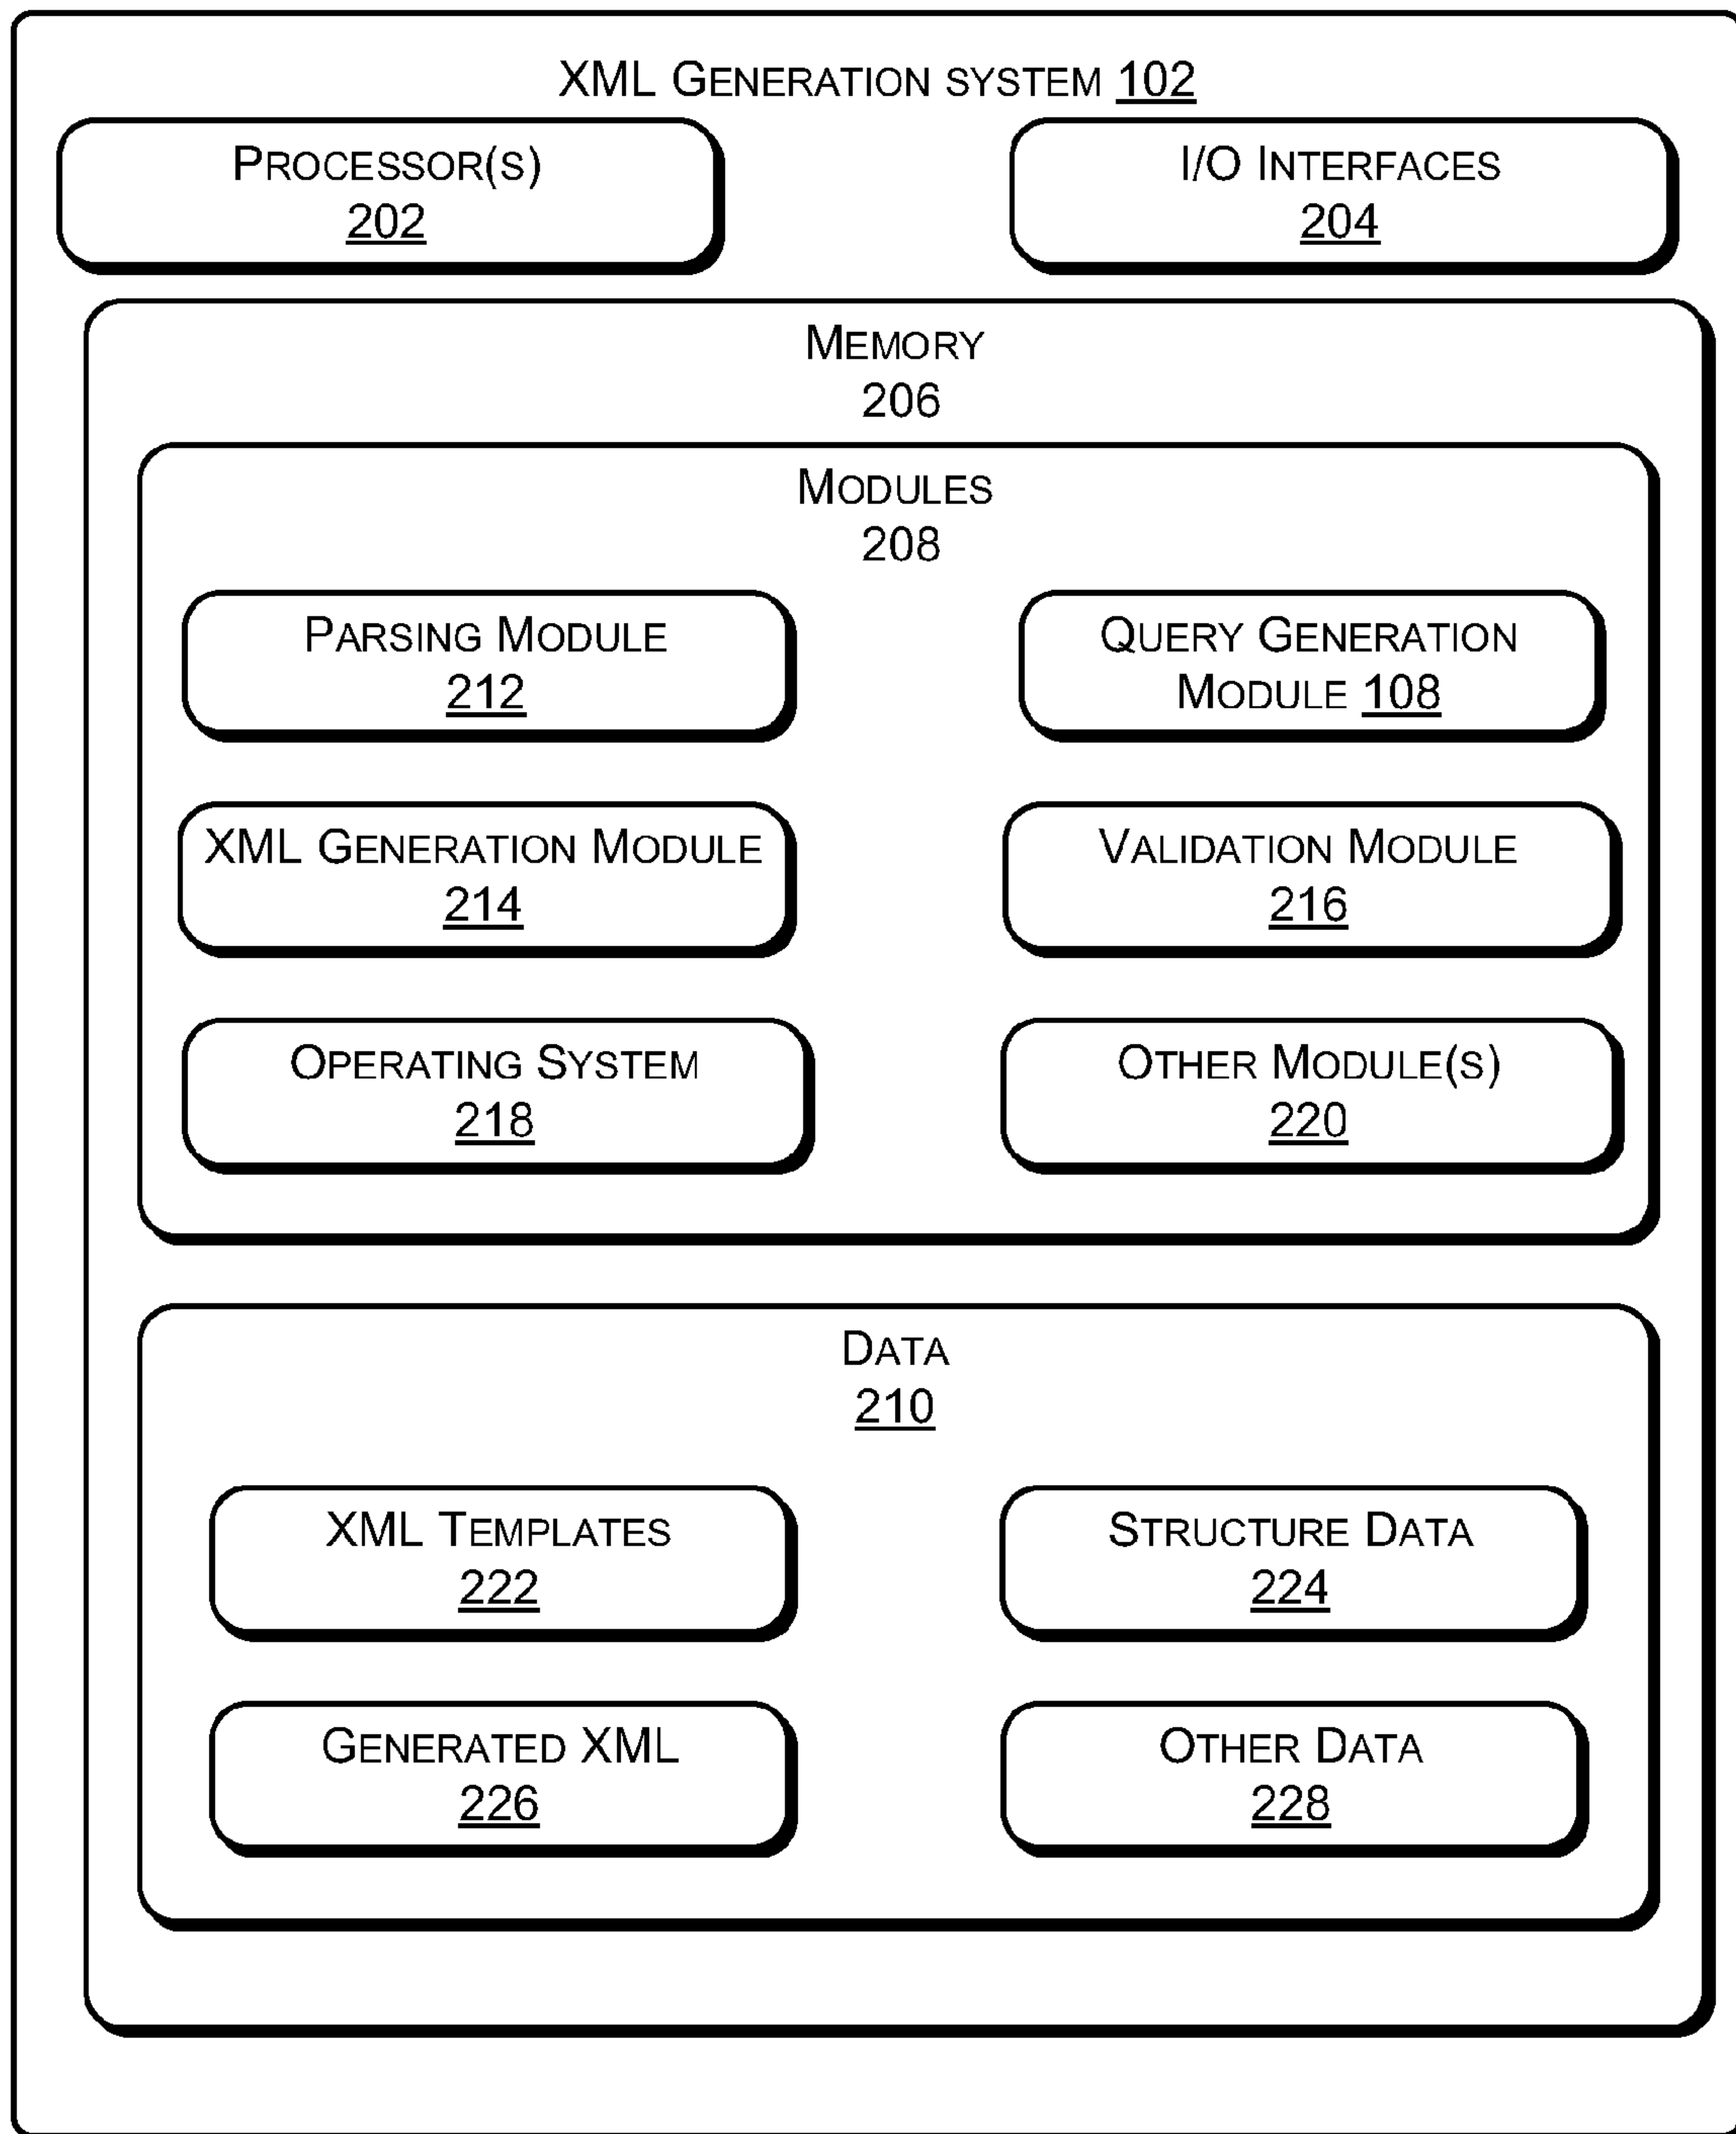 XML GENERATION SYSTEM 102
PROCESSOR(S)
202
I/O INTERFACES
204
MEMORY
206
MODULES
208
PARSING MODULE
212
QUERY GENERATION
MODULE 108
XML GENERATION MODULE
214
VALIDATION MODULE
216
OPERATING SYSTEM
218
OTHER MODULE(S)
220
DATA
210
XML TEMPLATES
222
STRUCTURE DATA
224
GENERATED XML
226
OTHER DATA
228